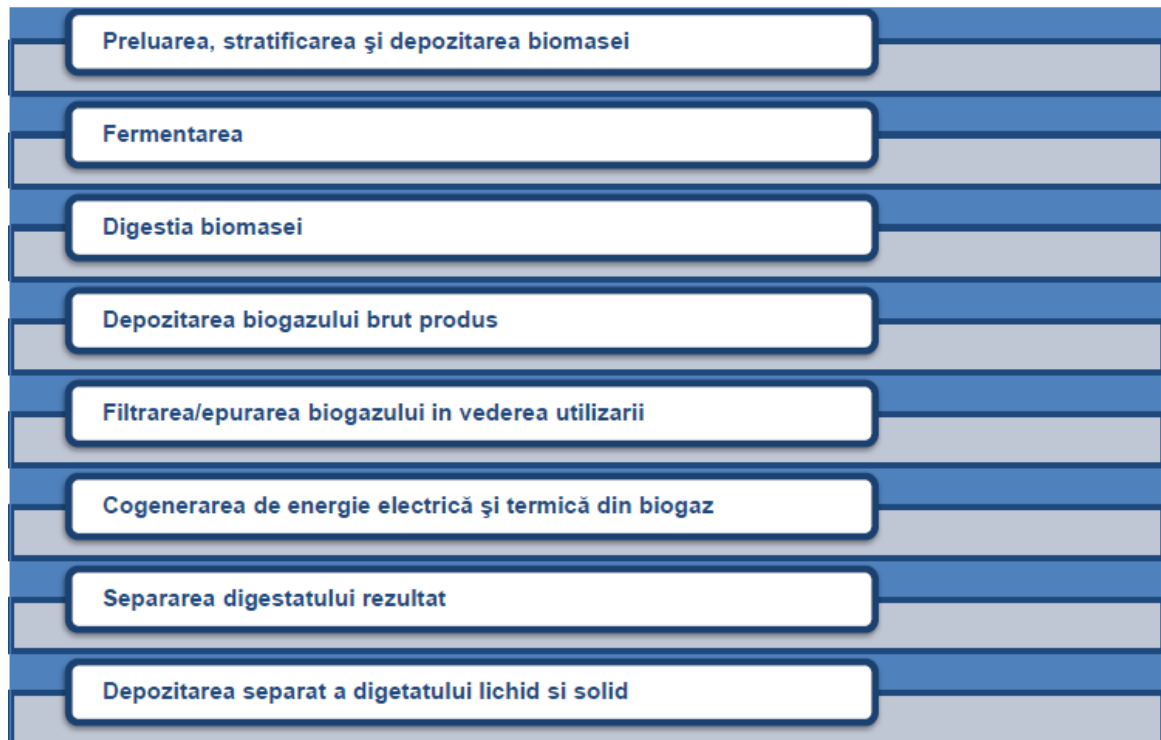 Preluarea, stratificarea şi depozitarea biomasei
Fermentarea
Digestia biomasei
Depozitarea biogazului brut produs
Filtrarea/epurarea biogazului in vederea utilizarii
Cogenerarea de energie electrică şi termică din biogaz
Separarea digestatului rezultat
Depozitarea separat a digetatului lichid si solid